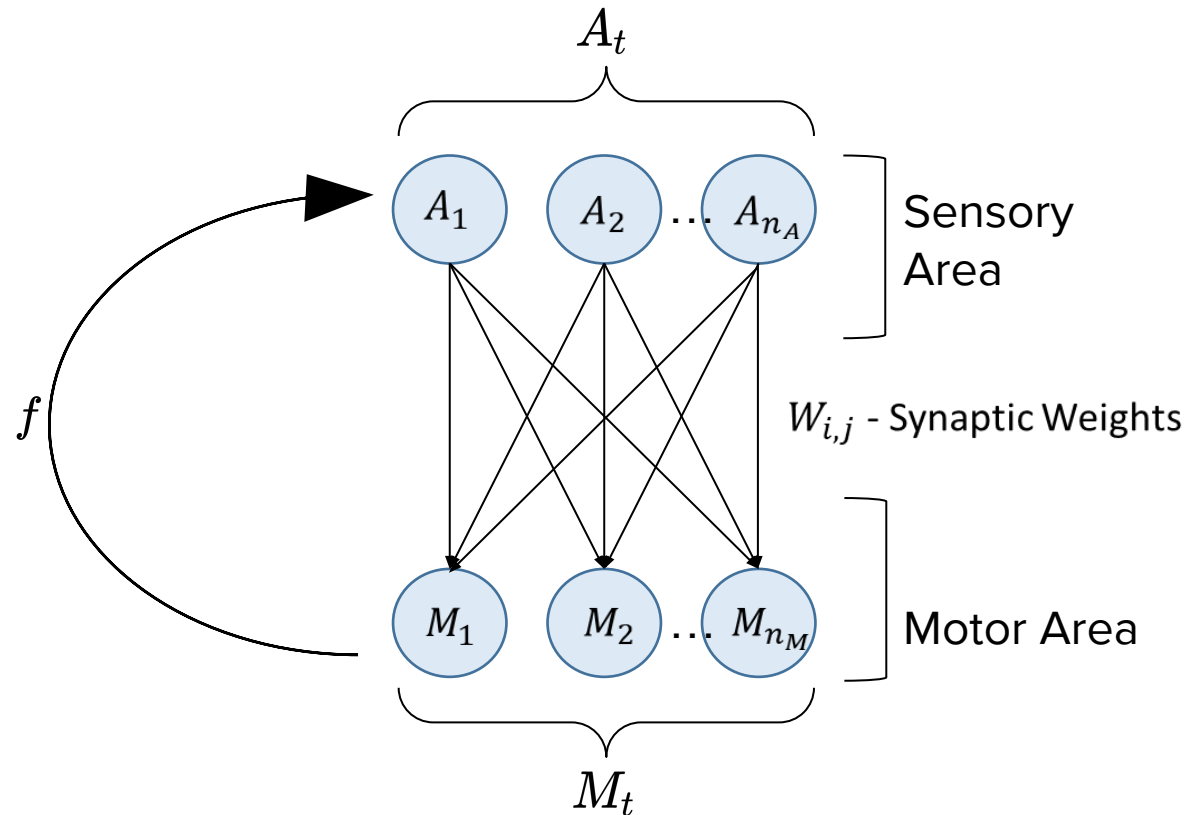 A_t
A_1 A_2 ... A_{n_A}
Sensory
Area
f
W_{i,j} - Synaptic Weights
M_1 M_2 ... M_{n_M}
Motor Area
M_t